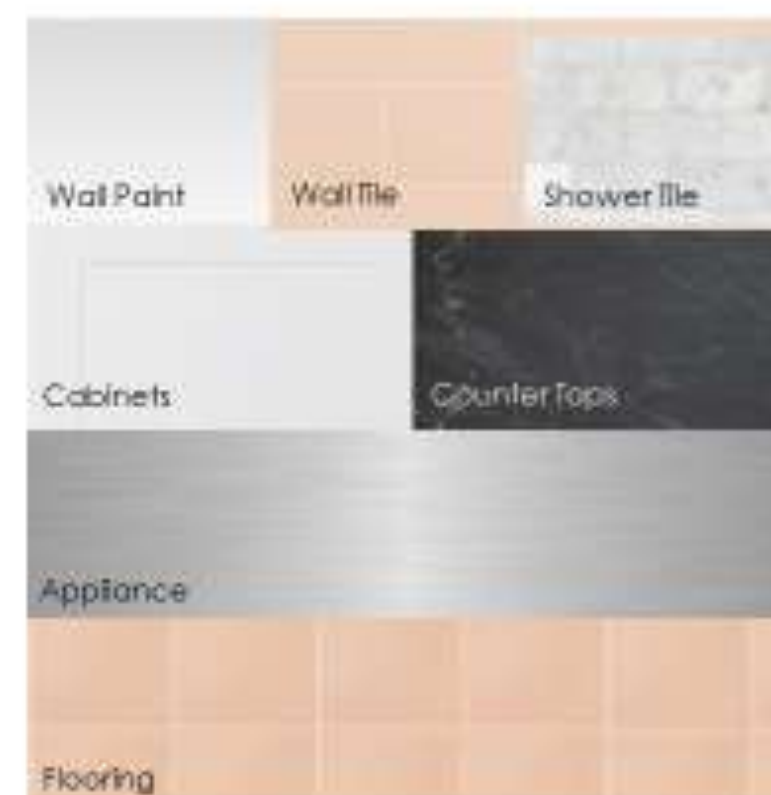 Wall Paint
Wall Tile
Shower Tile
Cabinets
Counter Tops
Appliance
Flooring